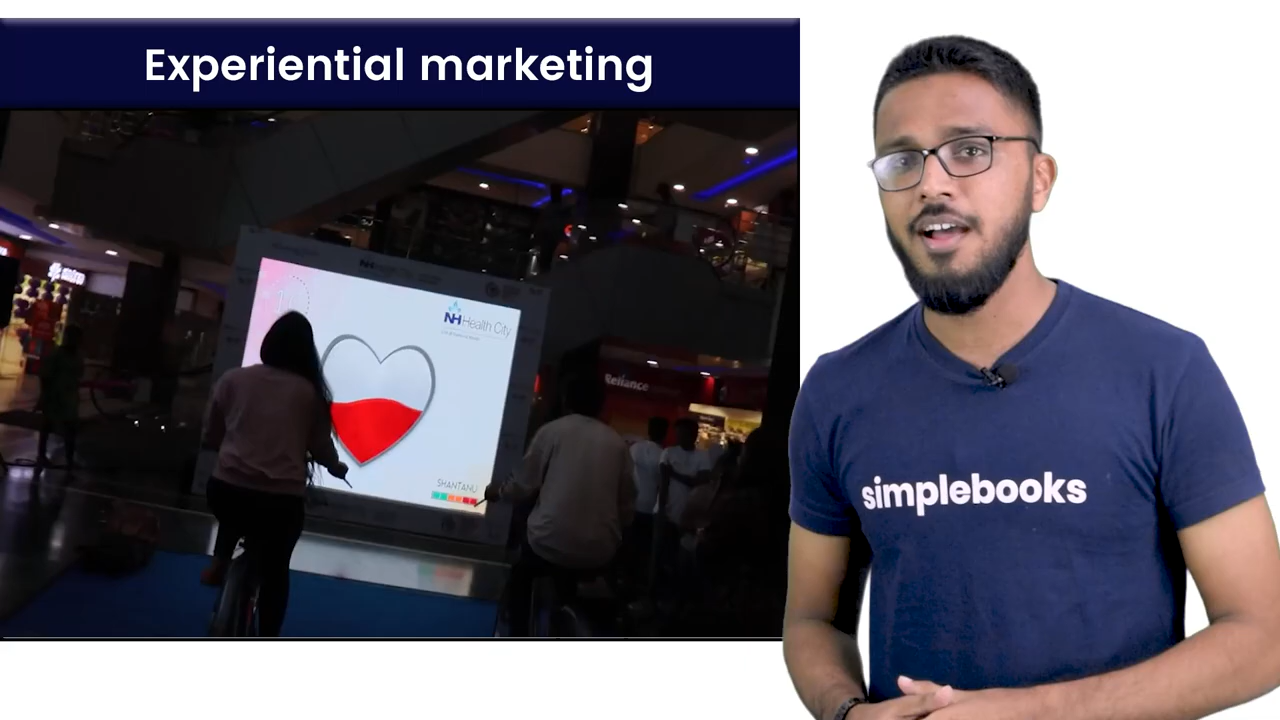 Experiential marketing
NH Health City
Reliance
SHANTANU
simplebooks